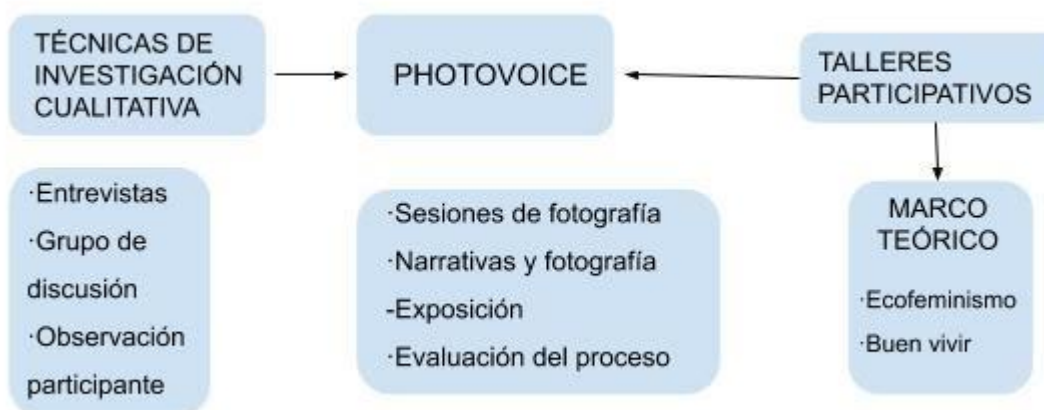 TÉCNICAS DE
INVESTIGACIÓN
CUALITATIVA
PHOTOVOICE
TALLERES
PARTICIPATIVOS
·Entrevistas
·Grupo de
discusión
·Observación
participante
·Sesiones de fotografía
·Narrativas y fotografía
-Exposición
·Evaluación del proceso
MARCO
TEÓRICO
·Ecofeminismo
·Buen vivir